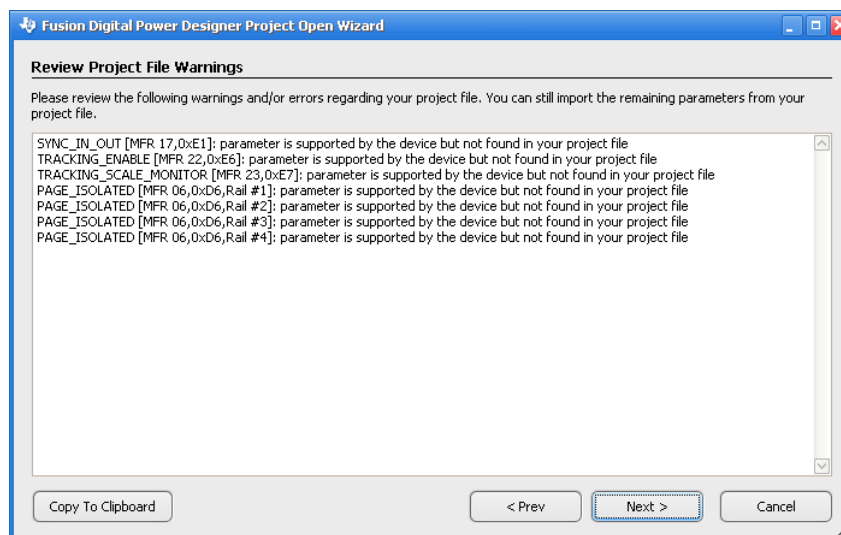 Fusion Digital Power Designer Project Open Wizard
Review Project File Warnings
Please review the following warnings and/or errors regarding your project file. You can still import the remaining parameters from your
project file.
SYNC_IN_OUT [MFR 17,0xE1]: parameter is supported by the device but not found in your project file
TRACKING_ENABLE [MFR 22,0xE6]: parameter is supported by the device but not found in your project file
TRACKING_SCALE_MONITOR [MFR 23,0xE7]: parameter is supported by the device but not found in your project file
PAGE_ISOLATED [MFR 06,0xD6,Rail #1]: parameter is supported by the device but not found in your project file
PAGE_ISOLATED [MFR 06,0xD6,Rail #2]: parameter is supported by the device but not found in your project file
PAGE_ISOLATED [MFR 06,0xD6,Rail #3]: parameter is supported by the device but not found in your project file
PAGE_ISOLATED [MFR 06,0xD6,Rail #4]: parameter is supported by the device but not found in your project file
Copy To Clipboard < Prev Next > Cancel